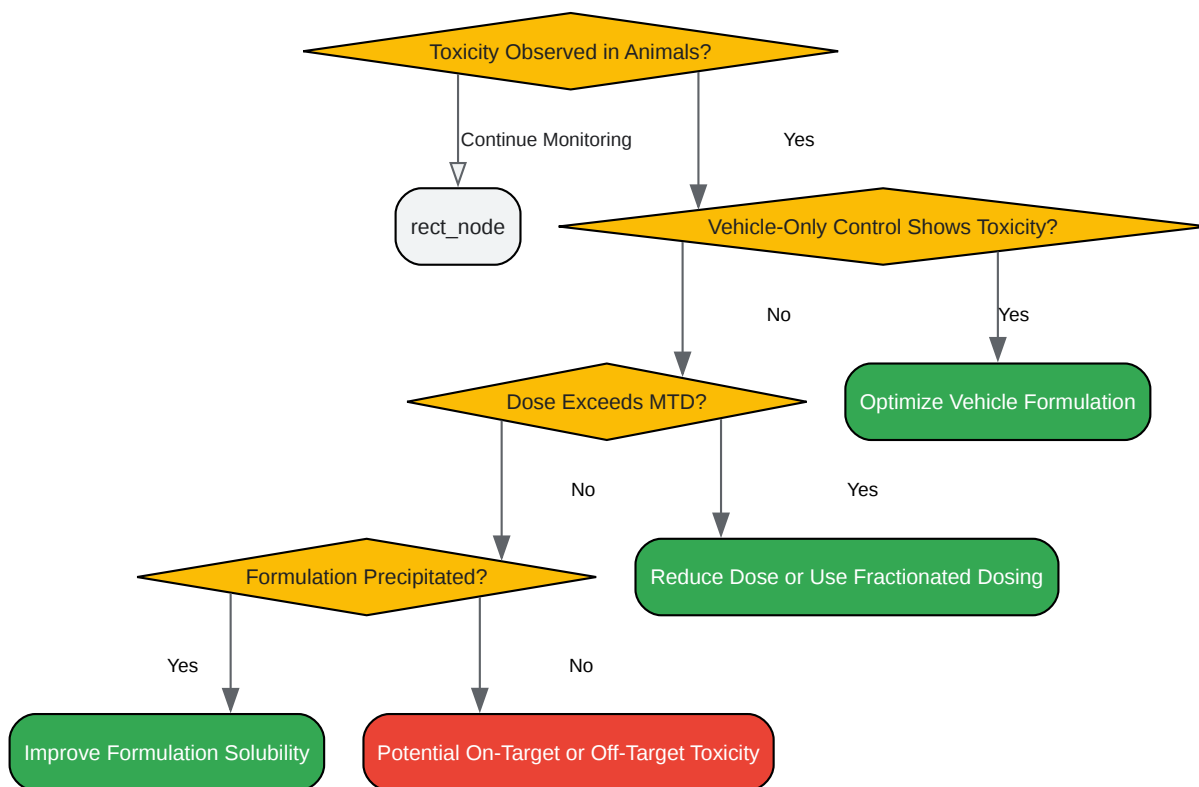 Toxicity Observed in Animals?
Continue Monitoring
Yes
rect_node
Vehicle-Only Control Shows Toxicity?
No
Yes
Dose Exceeds MTD?
Optimize Vehicle Formulation
No
Yes
Formulation Precipitated?
Reduce Dose or Use Fractionated Dosing
Yes
No
Improve Formulation Solubility
Potential On-Target or Off-Target Toxicity